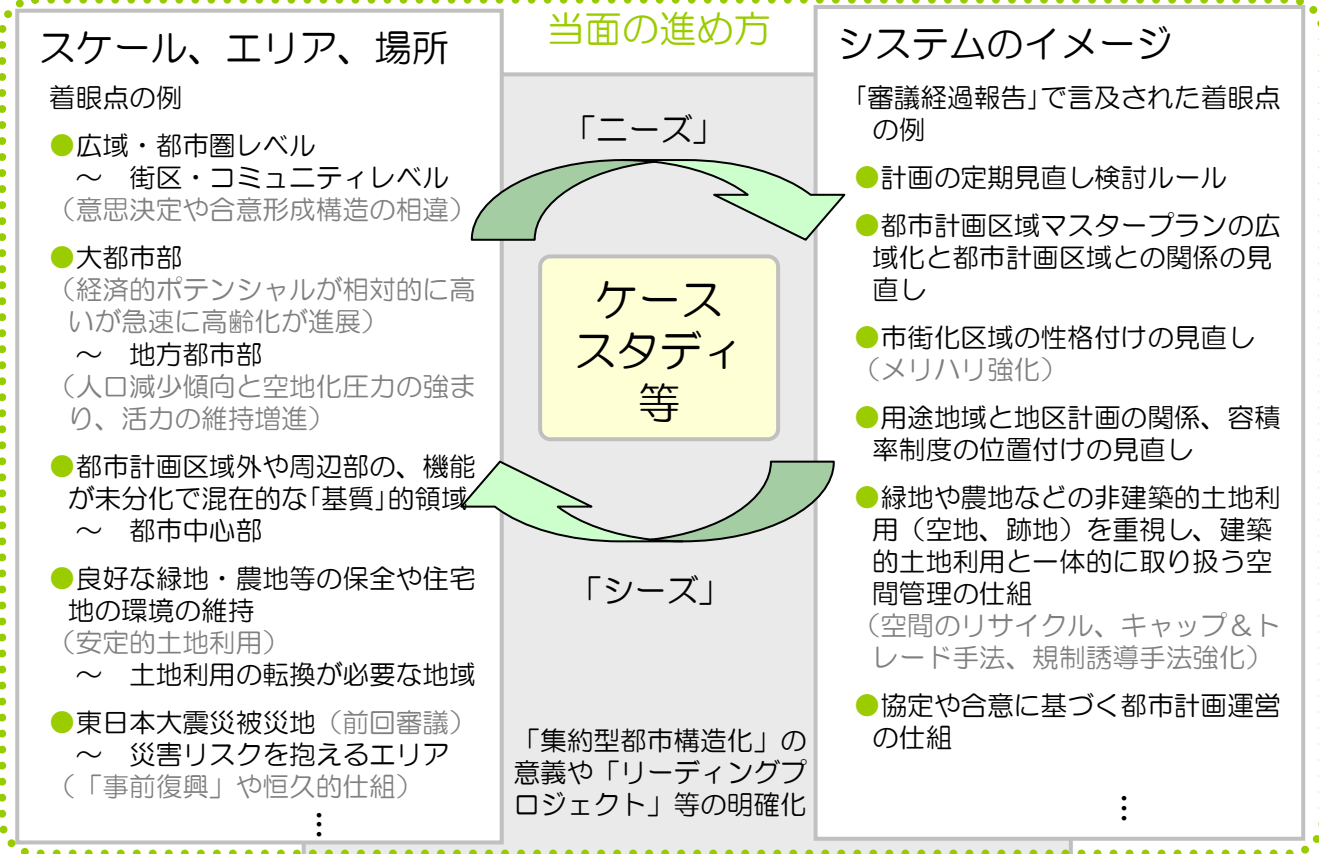 当面の進め方
スケール、エリア、場所
着眼点の例
●広域・都市圏レベル
～　街区・コミュニティレベル
（意思決定や合意形成構造の相違）
●大都市部
（経済的ポテンシャルが相対的に高
いが急速に高齢化が進展）
～　地方都市部
（人口減少傾向と空地化圧力の強ま
り、活力の維持増進）
●都市計画区域外や周辺部の、機能
が未分化で混在的な「基質」的領域
～　都市中心部
●良好な緑地・農地等の保全や住宅
地の環境の維持
（安定的土地利用）
～　土地利用の転換が必要な地域
●東日本大震災被災地（前回審議）
～　災害リスクを抱えるエリア
（「事前復興」や恒久的仕組）
⋮
「ニーズ」
ケース
スタディ
等
「シーズ」
「集約型都市構造化」の
意義や「リーディングプ
ロジェクト」等の明確化
システムのイメージ
「審議経過報告」で言及された着眼点
の例
●計画の定期見直し検討ルール
●都市計画区域マスタープランの広
域化と都市計画区域との関係の見
直し
●市街化区域の性格付けの見直し
（メリハリ強化）
●用途地域と地区計画の関係、容積
率制度の位置付けの見直し
●緑地や農地などの非建築的土地利
用（空地、跡地）を重視し、建築
的土地利用と一体的に取り扱う空
間管理の仕組
（空間のリサイクル、キャップ＆ト
レード手法、規制誘導手法強化）
●協定や合意に基づく都市計画運営
の仕組
⋮